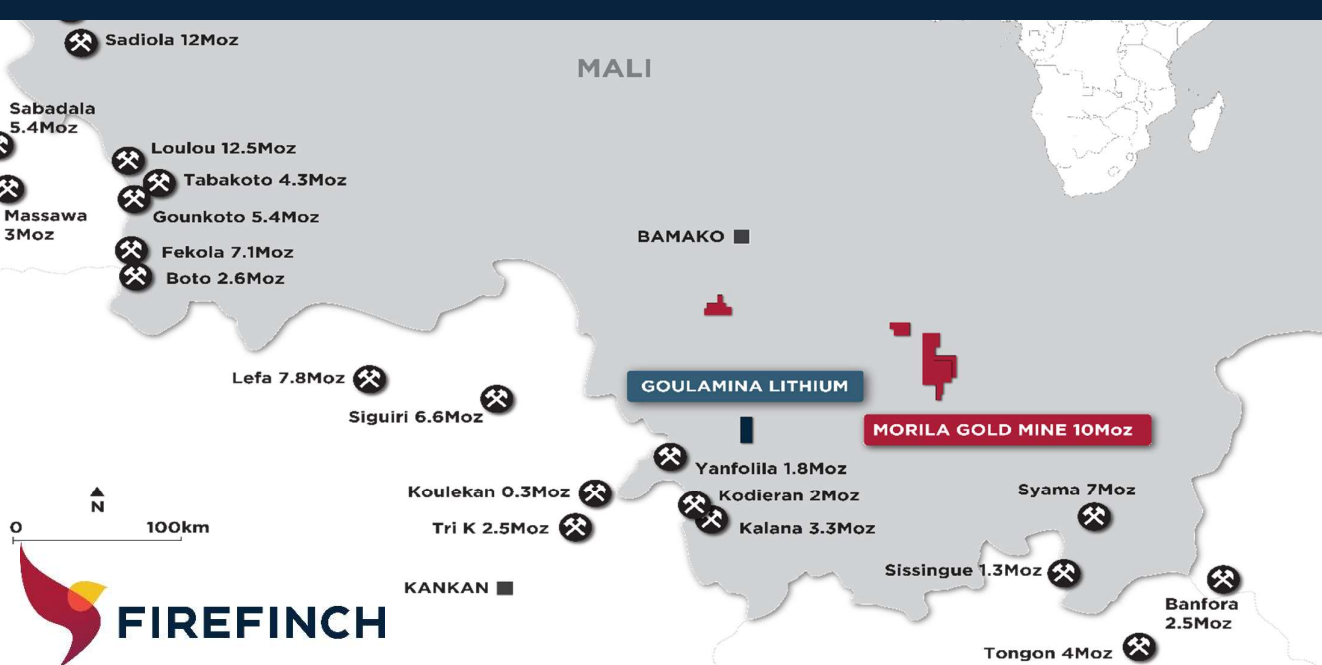 Sadiola 12Moz
MALI
Sabadala
5.4Moz
Loulou 12.5Moz
Tabakoto 4.3Moz
Massawa
3Moz
Gounkoto 5.4Moz
BAMAKO
Fekola 7.1Moz
Boto 2.6Moz
Lefa 7.8Moz
GOULAMINA LITHIUM
Siguiri 6.6Moz
MORILA GOLD MINE 10Moz
Yanfolila 1.8Moz
Koulekan 0.3Moz
Kodieran 2Moz
Syama 7Moz
N
0 100km
Tri K 2.5Moz
Kalana 3.3Moz
Sissingue 1.3Moz
KANKAN
Banfora
2.5Moz
FIREFINCH
Tongon 4Moz